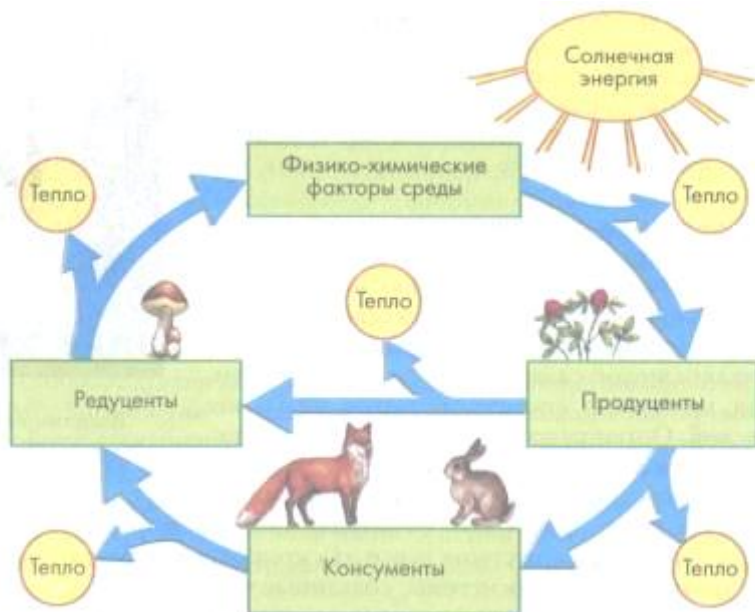 Солнечная
энергия
Физико-химические
факторы среды
Тепло
Тепло
Тепло
Редуценты
Продуценты
Тепло
Консументы
Тепло